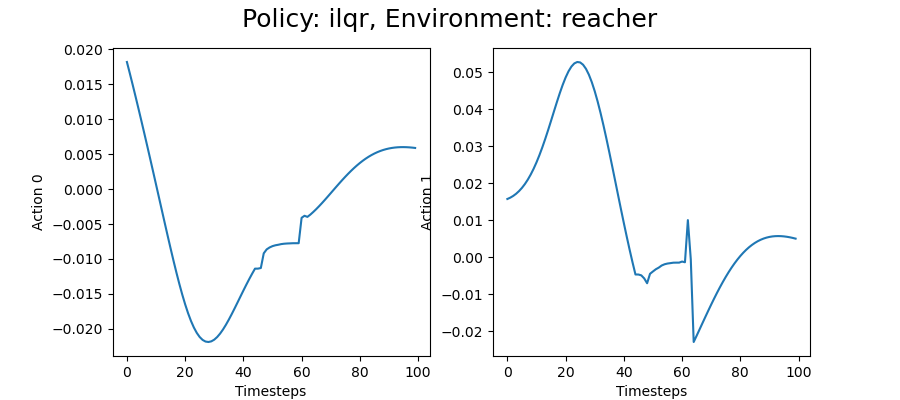 Policy: ilqr, Environment: reacher
0.020
0.015
0.010
0.005
0.000
−0.005
−0.010
−0.015
−0.020
Action 0
0 20 40 60 80 100
Timesteps
0.05
0.04
0.03
0.02
0.01
0.00
−0.01
−0.02
Action 1
0 20 40 60 80 100
Timesteps